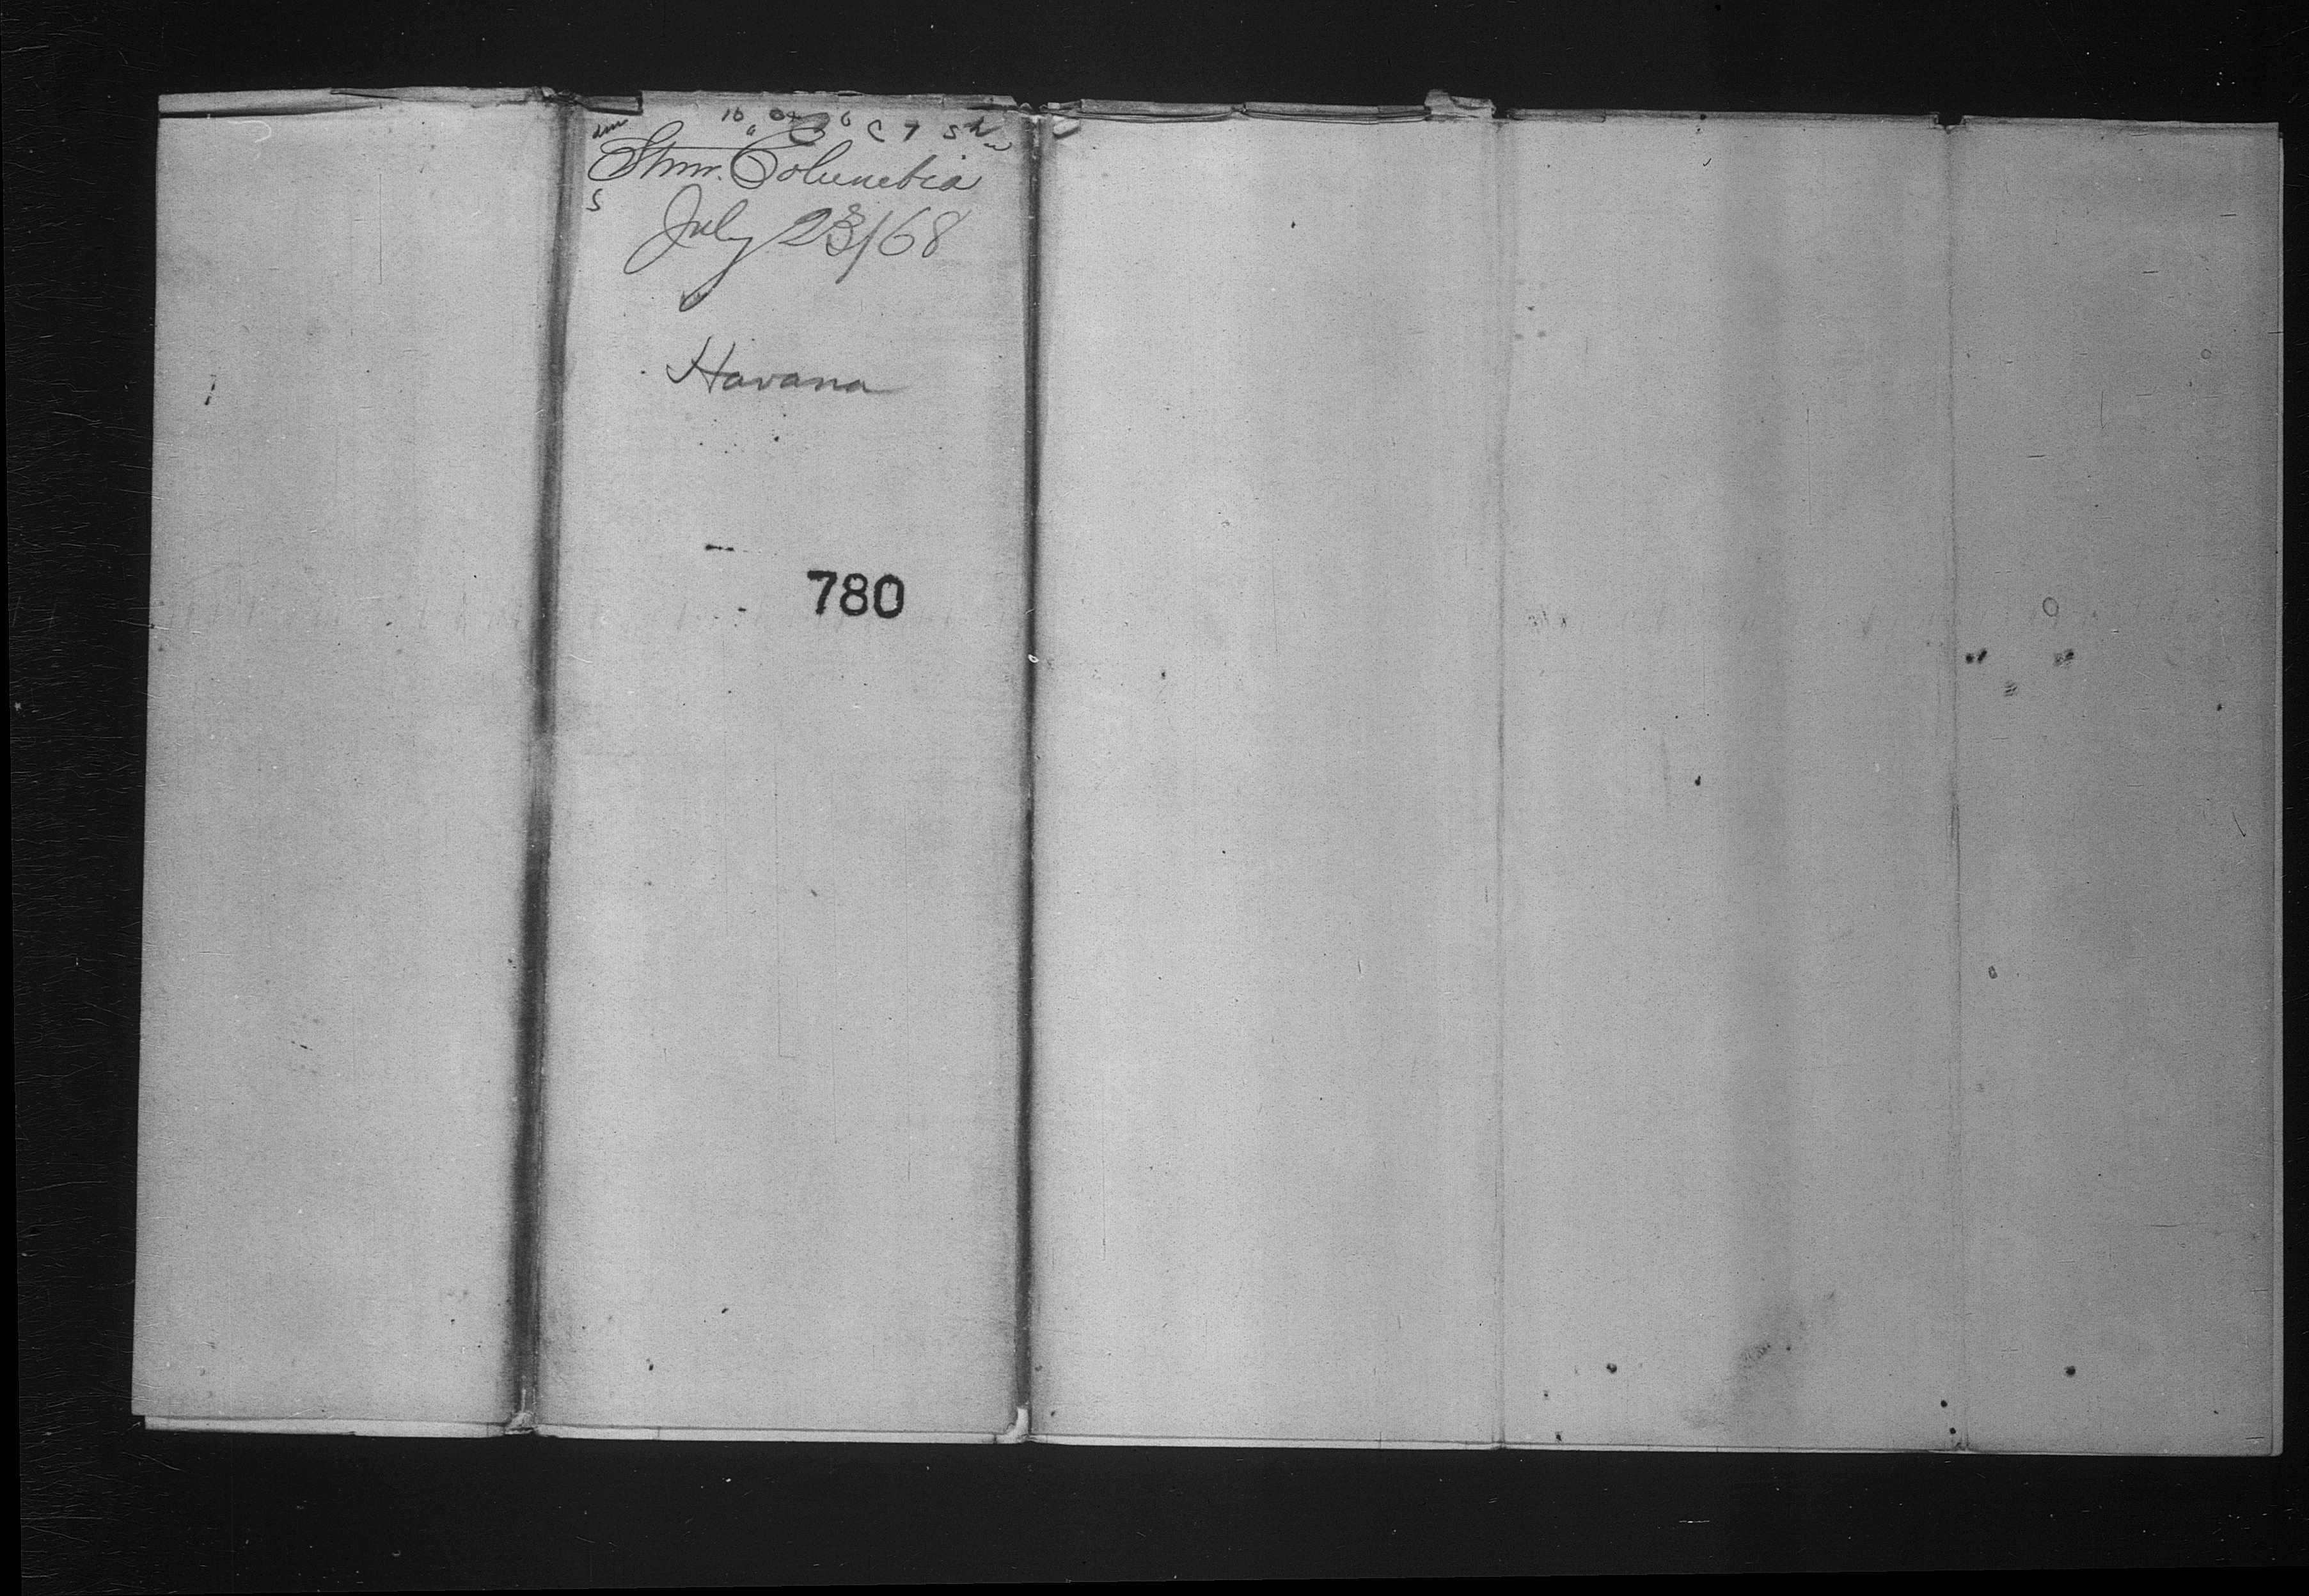 Stmr. Columbia
July 23/68
Havana
780